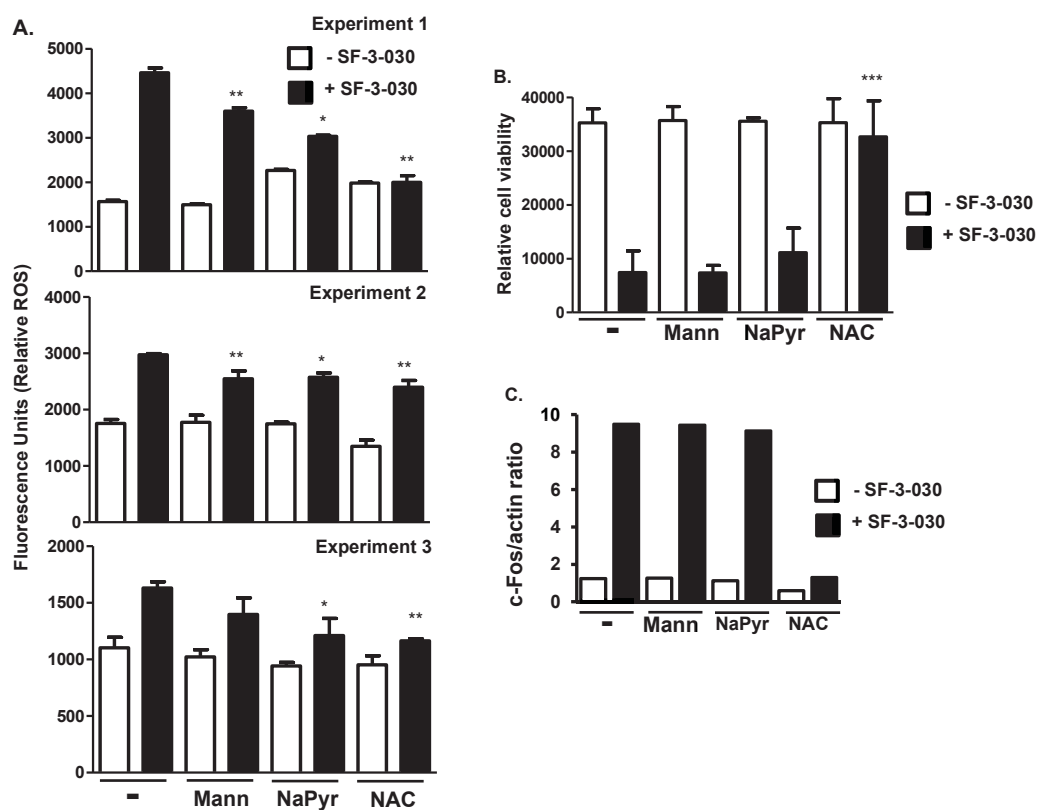 A.
Experiment 1
- SF-3-030
+ SF-3-030
5000
4000
3000
2000
1000
0
**
*
**
Experiment 2
4000
3000
2000
1000
0
**
*
**
Experiment 3
2000
1500
1000
500
0
*
**
- Mann NaPyr NAC
Fluorescence Units (Relative ROS)
B.
***
40000
30000
20000
10000
0
Relative cell viability
- SF-3-030
+ SF-3-030
- Mann NaPyr NAC
C.
10
8
6
4
2
0
c-Fos/actin ratio
- SF-3-030
+ SF-3-030
- Mann NaPyr NAC